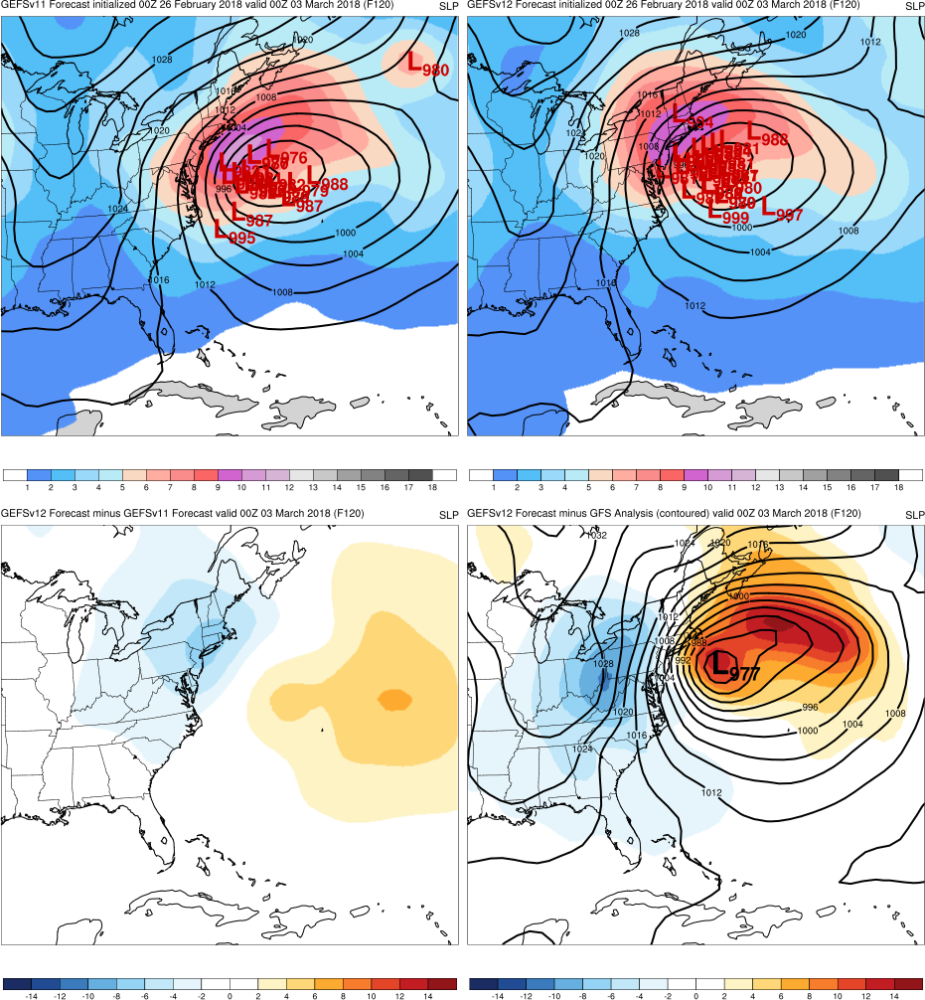 GEFSv11 Forecast initialized 00Z 26 February 2018 valid 00Z 03 March 2018 (F120) SLP
1020
1028
L980
1016
1008
1012
1004
1020
L976
L988
996
987
1024
L987
L995
1000
1004
1016
1012
1008
1 2 3 4 5 6 7 8 9 10 11 12 13 14 15 16 17 18
GEFSv12 Forecast initialized 00Z 26 February 2018 valid 00Z 03 March 2018 (F120) SLP
1028
1020
1012
1016
1012
L994
1024
L988
1008
1020
L999
L997
1000
1008
1004
1016
1012
1 2 3 4 5 6 7 8 9 10 11 12 13 14 15 16 17 18
GEFSv12 Forecast minus GEFSv11 Forecast valid 00Z 03 March 2018 (F120) SLP
-14 -12 -10 -8 -6 -4 -2 0 2 4 6 8 10 12 14
GEFSv12 Forecast minus GFS Analysis (contoured) valid 00Z 03 March 2018 (F120) SLP
1032
1024
1020
1016
1000
1012
1008
988
992
1028
L977
1004
996
1020
1008
1004
1000
1016
1024
1012
-14 -12 -10 -8 -6 -4 -2 0 2 4 6 8 10 12 14